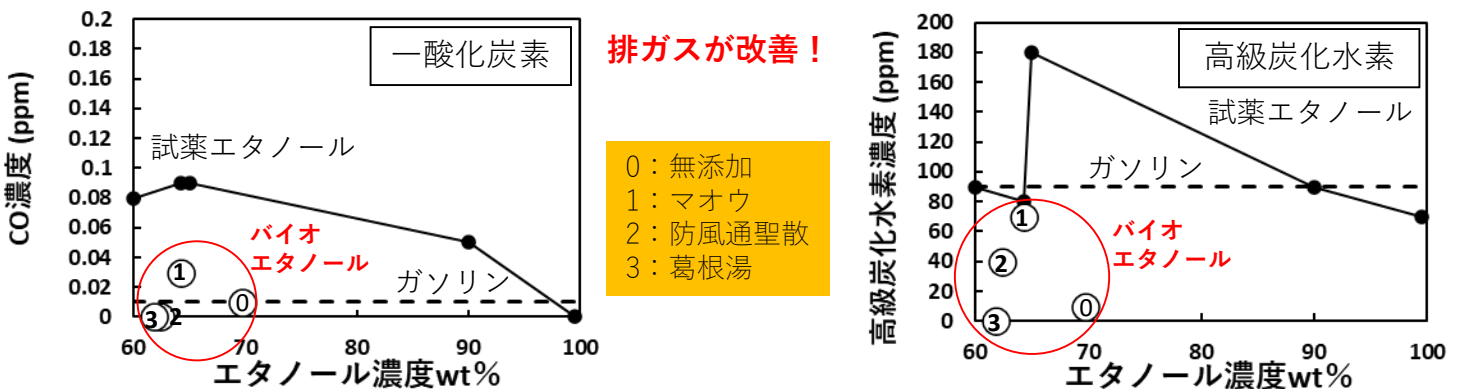 0.2
0.18
0.16
0.14
0.12
0.1
0.08
0.06
0.04
0.02
0
CO濃度 (ppm)
一酸化炭素
試薬エタノール
バイオ
エタノール
ガソリン
1
0
3
2
60
70
80
90
100
エタノール濃度wt%
排ガスが改善！
0：無添加
1：マオウ
2：防風通聖散
3：葛根湯
200
180
160
140
120
100
80
60
40
20
0
高級炭化水素濃度 (ppm)
高級炭化水素
試薬エタノール
ガソリン
バイオ
エタノール
1
2
0
3
60
70
80
90
100
エタノール濃度wt%